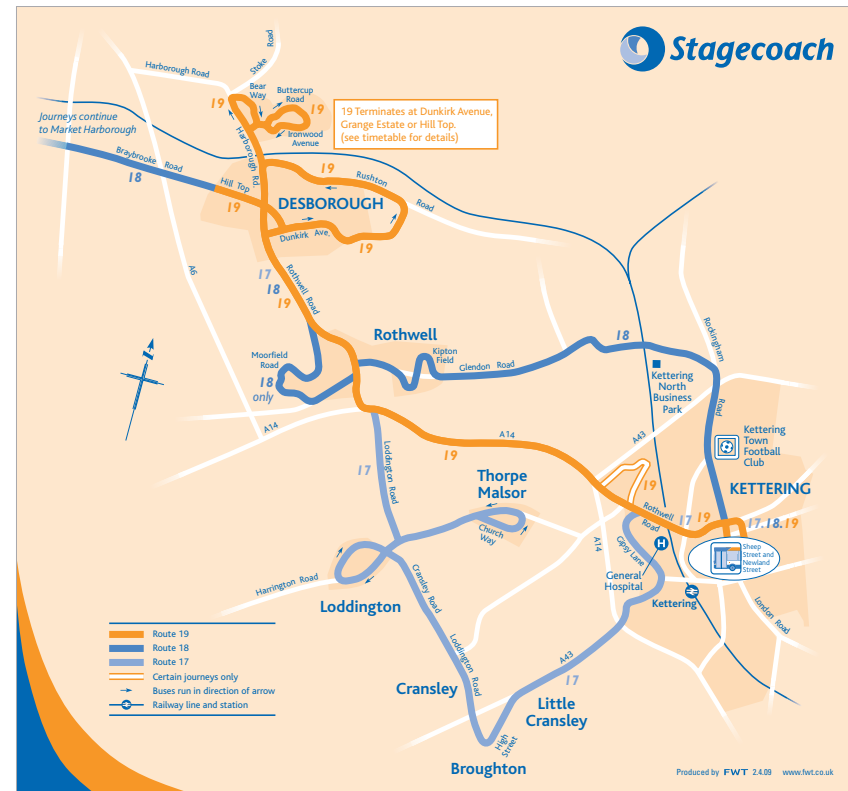 Stagecoach
Stoke Road
Harborough Road
Bear
Way
Buttercup
Road
19
19
Ironwood
Avenue
19 Terminates at Dunkirk Avenue,
Grange Estate or Hill Top.
(see timetable for details)
Journeys continue
to Market Harborough
Harborough Rd.
Braybrooke Road
18
Hill Top
19
19
Rushton
Road
DESBOROUGH
Dunkirk Ave.
19
A6
17
18
19
Rothwell Road
Rothwell
Moorfield
Road
18
only
Kipton
Field
Glendon Road
18
Rockingham
Road
Kettering
North
Business
Park
Kettering
Town
Football
Club
A14
A14
19
A43
17
Loddington Road
Thorpe
Malsor
Church
Way
19
Rothwell
Road
17
19
KETTERING
17.18.19
Sheep
Street and
Newland
Street
A14
Gipsy Lane
H
General
Hospital
Kettering
London Road
Harrington Road
Loddington
Cransley Road
Loddington Road
A43
17
Cransley
Little
Cransley
High
Street
Broughton
Route 19
Route 18
Route 17
Certain journeys only
Buses run in direction of arrow
Railway line and station
N
Produced by FWT 2.4.09 www.fwt.co.uk